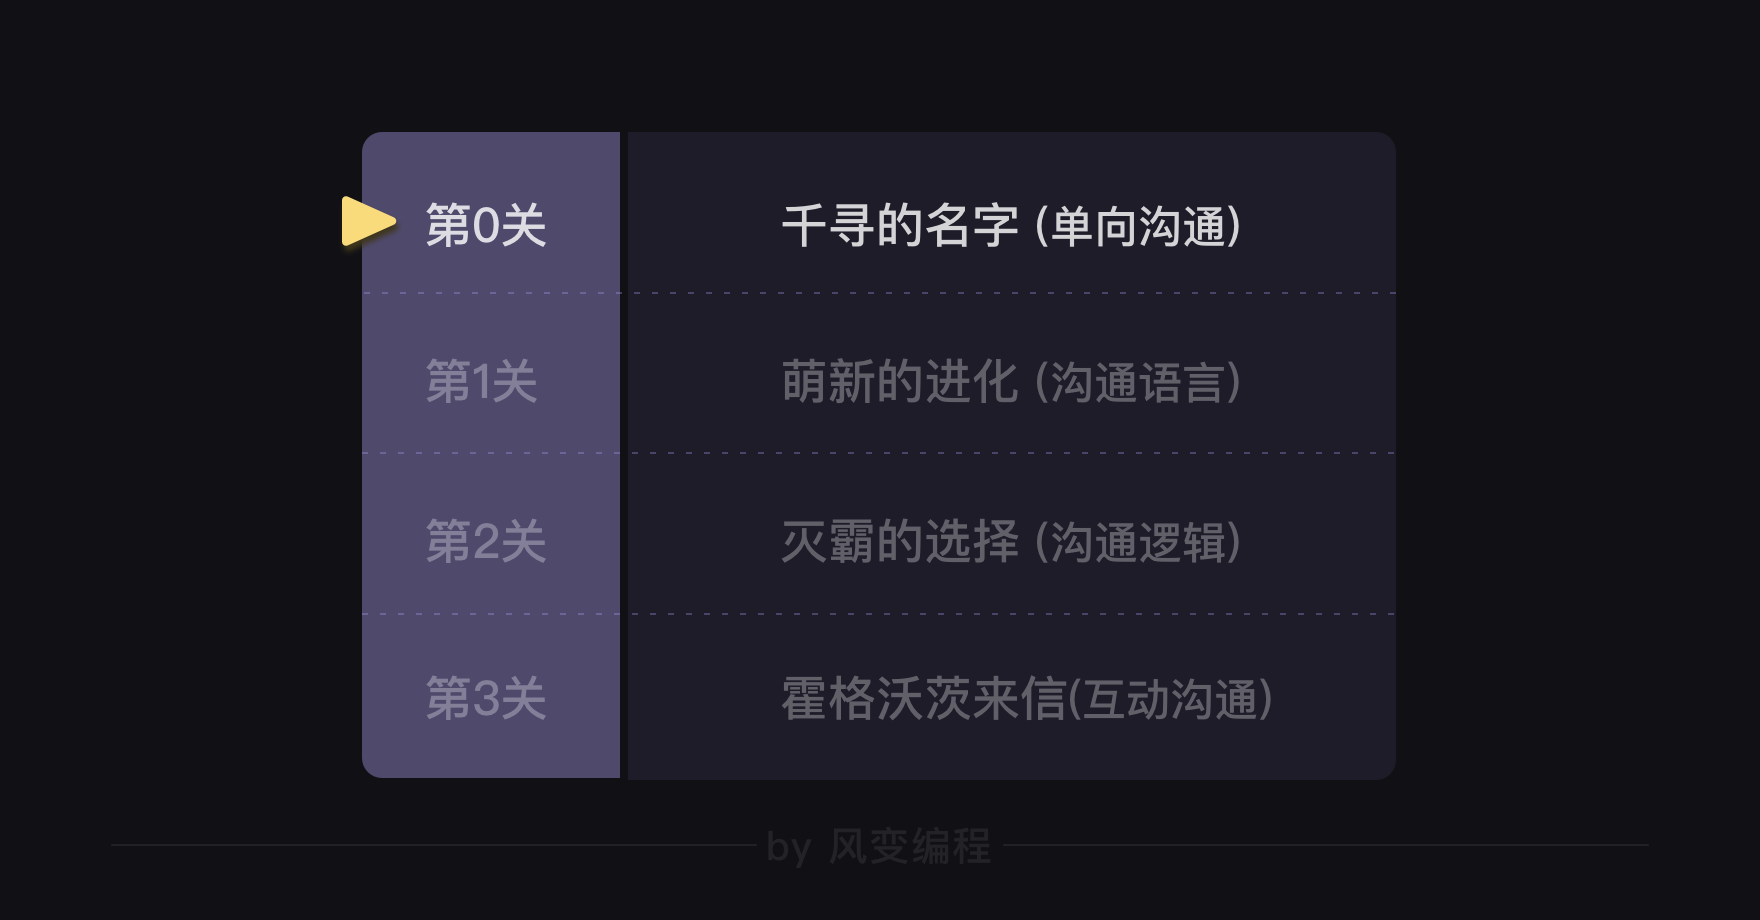 第0关 千寻的名字 (单向沟通)
第1关 萌新的进化 (沟通语言)
第2关 灭霸的选择 (沟通逻辑)
第3关 霍格沃茨来信(互动沟通)
by 风变编程